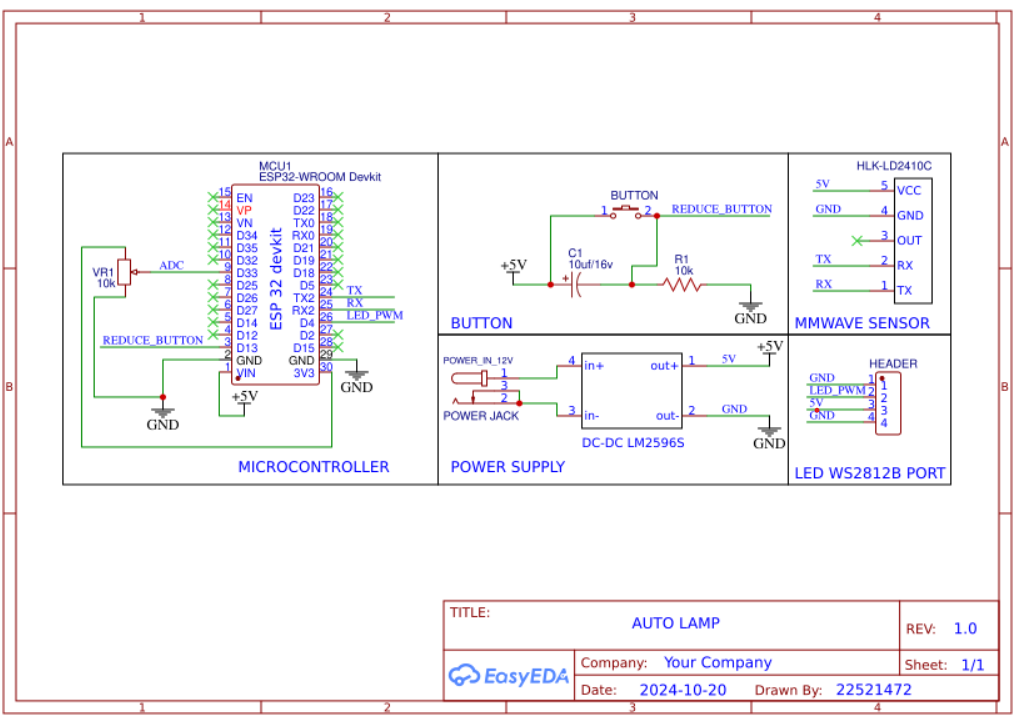 1 2 3 4
A A
MCU1
ESP32-WROOM Devkit
15 EN D23 16
14 VP D22 17
13 VN TX0 18
12 D34 RX0 19
11 D35 D21 20
10 D32 D19 21
9 D33 D18 22
8 D25 D5 23
7 D26 TX2 24
6 D27 RX2 25
5 D14 D4 26
4 D12 D2 27
3 D13 D15 28
2 GND GND 29
1 VIN 3V3 30
ESP 32 devkit
VR1
10k
ADC
TX
RX
LED_PWM
REDUCE_BUTTON
GND
+5V
GND
MICROCONTROLLER
BUTTON
1 2 REDUCE_BUTTON
C1
10uf/16v
+5V
+
R1
10k
GND
BUTTON
HLK-LD2410C
5V 5 VCC
GND 4 GND
3 OUT
TX 2 RX
RX 1 TX
MMWAVE SENSOR
POWER_IN_12V
1
3
2
POWER JACK
4 in+ out+ 1 5V
+5V
3 in- out- 2 GND
GND
DC-DC LM2596S
POWER SUPPLY
HEADER
GND 1 1
LED_PWM 2 2
5V 3 3
GND 4 4
LED WS2812B PORT
B B
TITLE:
AUTO LAMP
REV: 1.0
EasyEDA
Company: Your Company
Sheet: 1/1
Date: 2024-10-20 Drawn By: 22521472
1 2 3 4